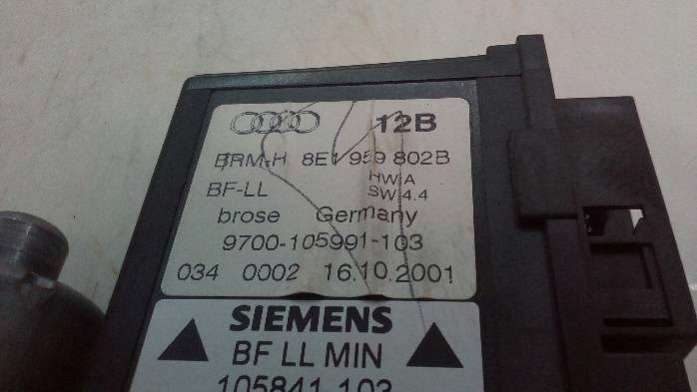 12B
BRM-H 8E1 959 802B
BF-LL HW A
SW 4.4
brose Germany
9700-105991-103
034 0002 16.10.2001
SIEMENS
BF LL MIN
105841 103